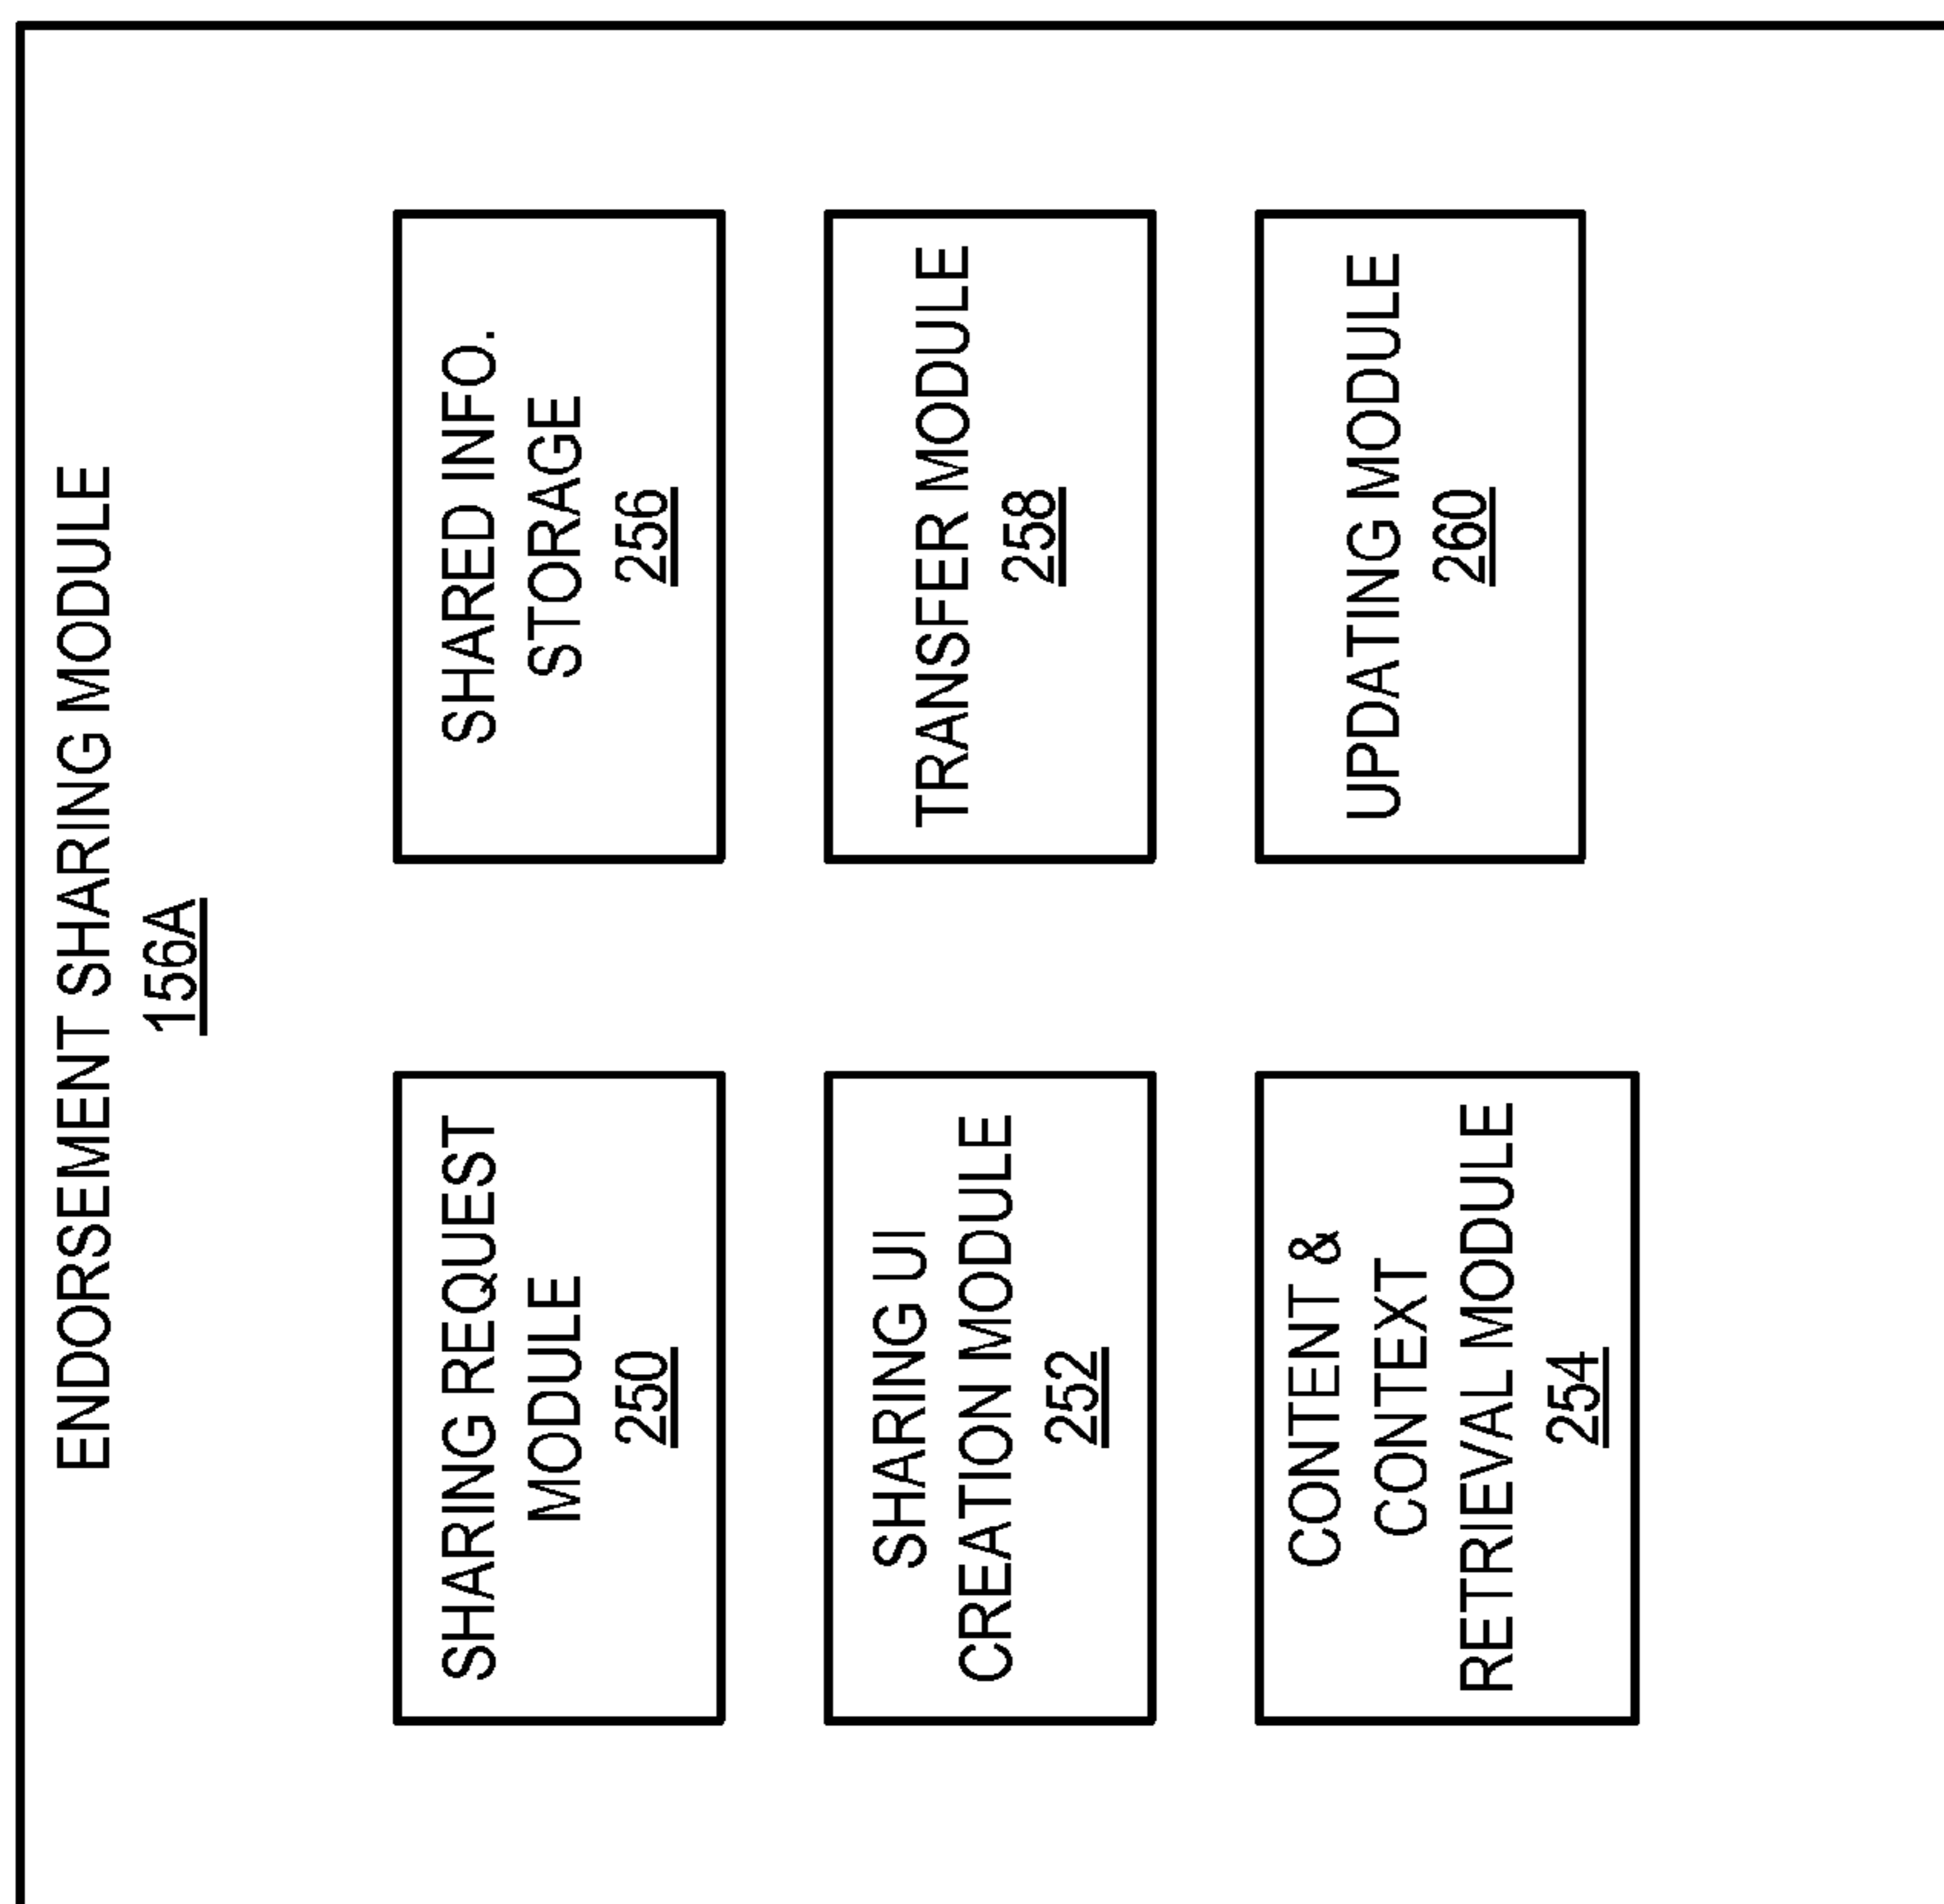 ENDORSEMENT SHARING MODULE
156A
SHARING REQUEST
MODULE
250
SHARING UI
CREATION MODULE
252
CONTENT &
CONTEXT
RETRIEVAL MODULE
254
SHARED INFO.
STORAGE
256
TRANSFER MODULE
258
UPDATING MODULE
260